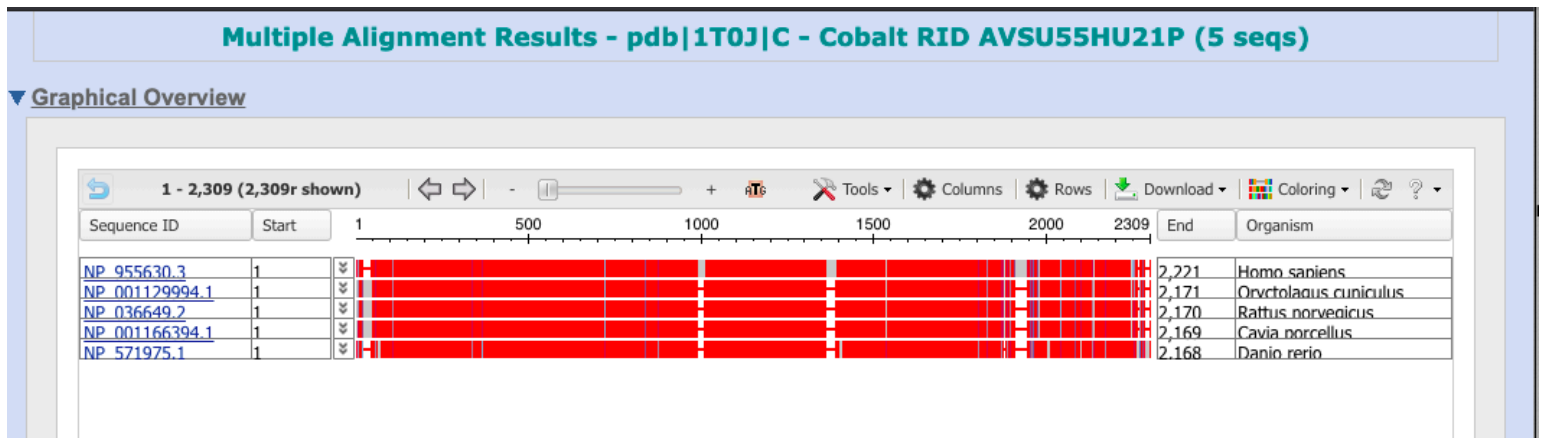 Multiple Alignment Results - pdb|1T0J|C - Cobalt RID AVSU55HU21P (5 seqs)
Graphical Overview
1 - 2,309 (2,309r shown) - + ATG Tools Columns Rows Download Coloring ?
Sequence ID Start 1 500 1000 1500 2000 2309 End Organism
NP_955630.3 1 2,221 Homo sapiens
NP_001129994.1 1 2,171 Oryctolagus cuniculus
NP_036649.2 1 2,170 Rattus norvegicus
NP_001166394.1 1 2,169 Cavia porcellus
NP_571975.1 1 2,168 Danio rerio